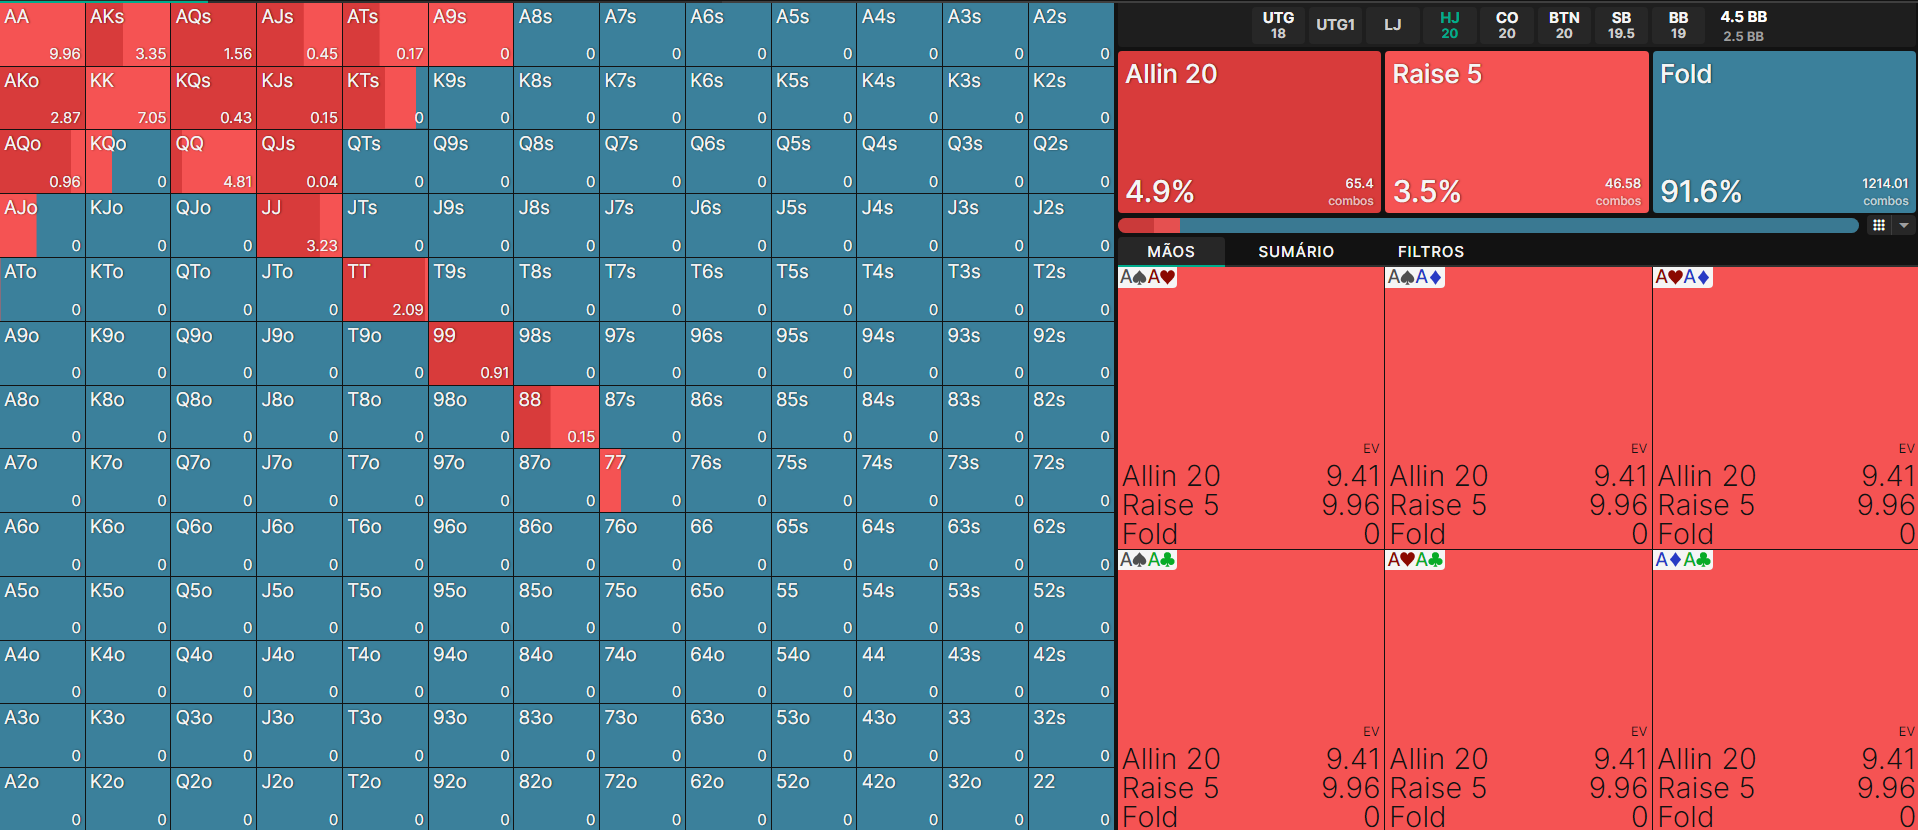 AA AKs AQs AJs ATs A9s A8s A7s A6s A5s A4s A3s A2s
9.96 3.35 1.56 0.45 0.17 0 0 0 0 0 0 0 0
AKo KK KQs KJs KTs K9s K8s K7s K6s K5s K4s K3s K2s
2.87 7.05 0.43 0.15 0 0 0 0 0 0 0 0 0
AQo KQo QQ QJs QTs Q9s Q8s Q7s Q6s Q5s Q4s Q3s Q2s
0.96 0 4.81 0.04 0 0 0 0 0 0 0 0 0
AJo KJo QJo JJ JTs J9s J8s J7s J6s J5s J4s J3s J2s
0 0 0 3.23 0 0 0 0 0 0 0 0 0
ATo KTo QTo JTo TT T9s T8s T7s T6s T5s T4s T3s T2s
0 0 0 0 2.09 0 0 0 0 0 0 0 0
A9o K9o Q9o J9o T9o 99 98s 97s 96s 95s 94s 93s 92s
0 0 0 0 0 0.91 0 0 0 0 0 0 0
A8o K8o Q8o J8o T8o 98o 88 87s 86s 85s 84s 83s 82s
0 0 0 0 0 0 0.15 0 0 0 0 0 0
A7o K7o Q7o J7o T7o 97o 87o 77 76s 75s 74s 73s 72s
0 0 0 0 0 0 0 0 0 0 0 0 0
A6o K6o Q6o J6o T6o 96o 86o 76o 66 65s 64s 63s 62s
0 0 0 0 0 0 0 0 0 0 0 0 0
A5o K5o Q5o J5o T5o 95o 85o 75o 65o 55 54s 53s 52s
0 0 0 0 0 0 0 0 0 0 0 0 0
A4o K4o Q4o J4o T4o 94o 84o 74o 64o 54o 44 43s 42s
0 0 0 0 0 0 0 0 0 0 0 0 0
A3o K3o Q3o J3o T3o 93o 83o 73o 63o 53o 43o 33 32s
0 0 0 0 0 0 0 0 0 0 0 0 0
A2o K2o Q2o J2o T2o 92o 82o 72o 62o 52o 42o 32o 22
0 0 0 0 0 0 0 0 0 0 0 0 0
UTG UTG1 LJ HJ CO BTN SB BB 4.5 BB
18 20 20 20 19.5 19 2.5 BB
Allin 20 Raise 5 Fold
4.9% 65.4 combos 3.5% 46.58 combos 91.6% 1214.01 combos
MÃOS SUMÁRIO FILTROS
A♠A♥ A♠A♦ A♥A♦
EV EV EV
Allin 20 9.41 Allin 20 9.41 Allin 20 9.41
Raise 5 9.96 Raise 5 9.96 Raise 5 9.96
Fold 0 Fold 0 Fold 0
A♠A♣ A♥A♣ A♦A♣
EV EV EV
Allin 20 9.41 Allin 20 9.41 Allin 20 9.41
Raise 5 9.96 Raise 5 9.96 Raise 5 9.96
Fold 0 Fold 0 Fold 0